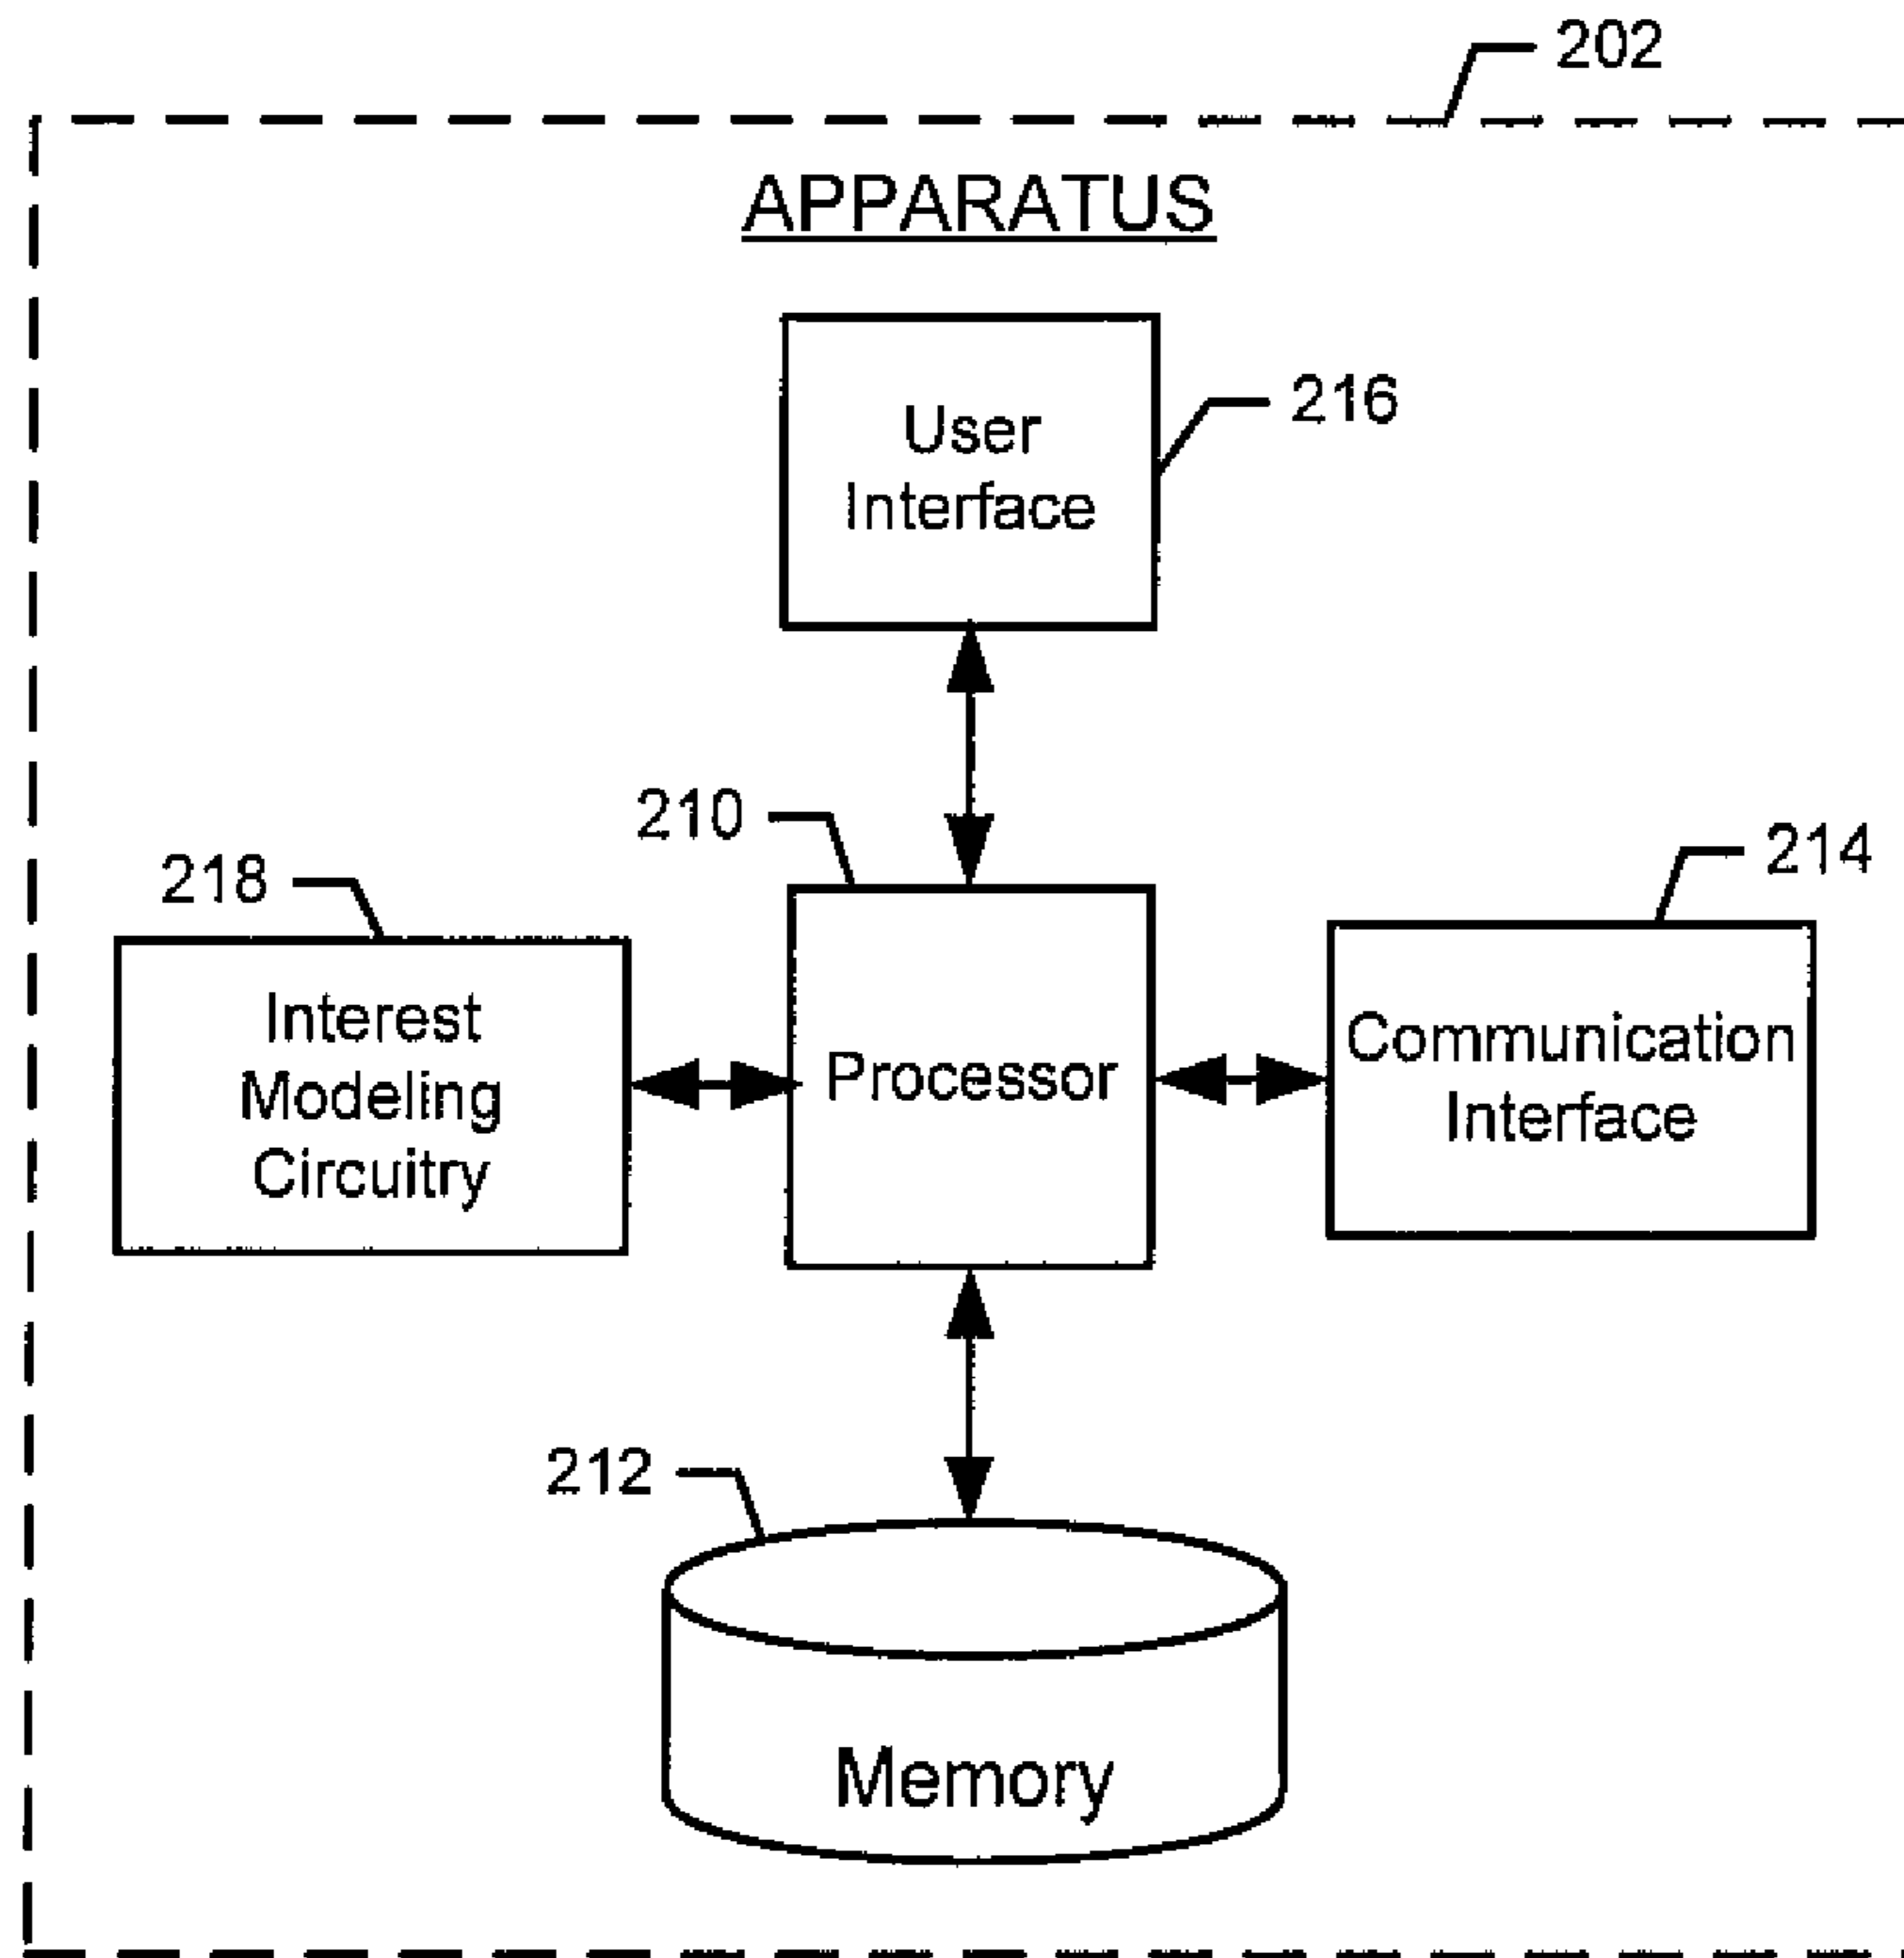 202
APPARATUS
User
Interface
216
210
214
218
Interest
Modeling
Circuitry
Processor
Communication
Interface
212
Memory